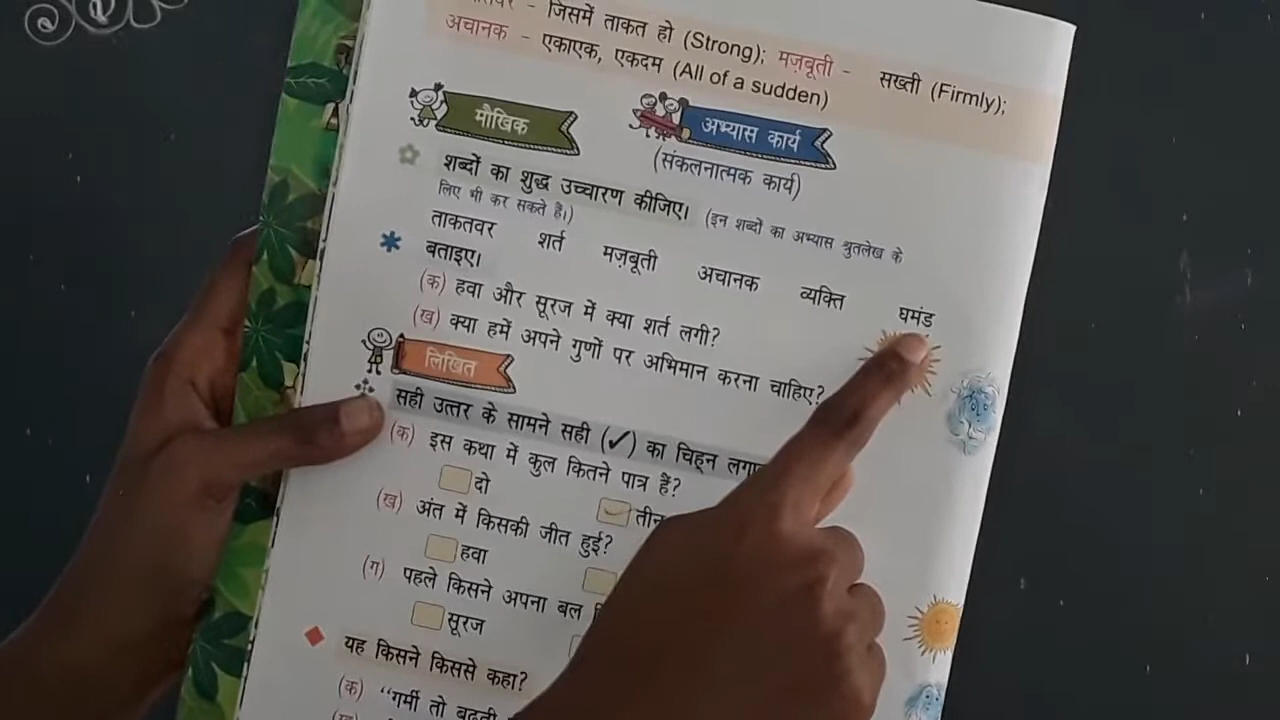 जिसमें ताकत हो (Strong); मज़बूती - सख्ती (Firmly);
अचानक - एकाएक, एकदम (All of a sudden)
मौखिक
अभ्यास कार्य
(संकलनात्मक कार्य)
शब्दों का शुद्ध उच्चारण कीजिए। (इन शब्दों का अभ्यास श्रुतलेख के
लिए भी कर सकते हैं।)
ताकतवर शर्त मज़बूती अचानक व्यक्ति घमंड
बताइए।
(क) हवा और सूरज में क्या शर्त लगी?
(ख) क्या हमें अपने गुणों पर अभिमान करना चाहिए?
लिखित
सही उत्तर के सामने सही (✓) का चिह्न
(क) इस कथा में कुल कितने पात्र हैं?
दो तीन
(ख) अंत में किसकी जीत हुई?
हवा
(ग) पहले किसने अपना बल
सूरज
यह किसने किससे कहा?
(क) “गर्मी तो बढ़ती